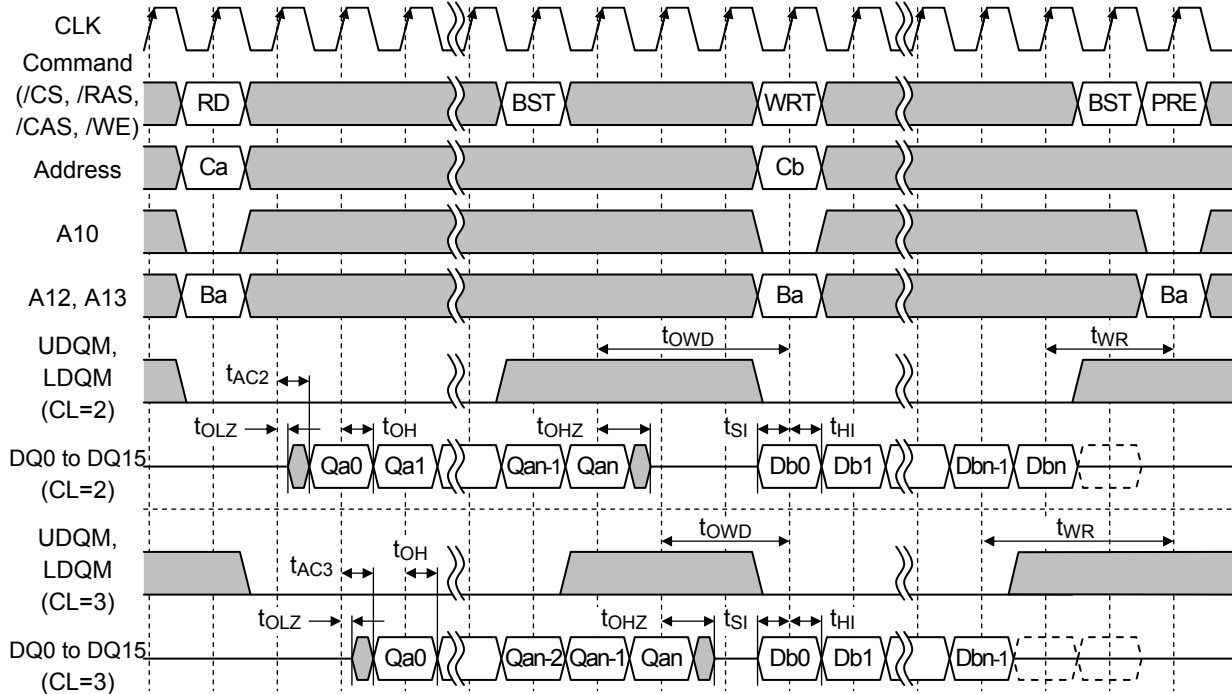 CLK
Command
(/CS, /RAS,
/CAS, /WE)
RD
BST
WRT
BST
PRE
Address
Ca
Cb
A10
A12, A13
Ba
Ba
Ba
UDQM,
LDQM
(CL=2)
tOWD
tWR
tAC2
tOLZ
tOH
tOHZ
tSI
tHI
DQ0 to DQ15
(CL=2)
Qa0
Qa1
Qan-1
Qan
Db0
Db1
Dbn-1
Dbn
UDQM,
LDQM
(CL=3)
tOWD
tWR
tAC3
tOH
tOLZ
tOHZ
tSI
tHI
DQ0 to DQ15
(CL=3)
Qa0
Qan-2
Qan-1
Qan
Db0
Db1
Dbn-1